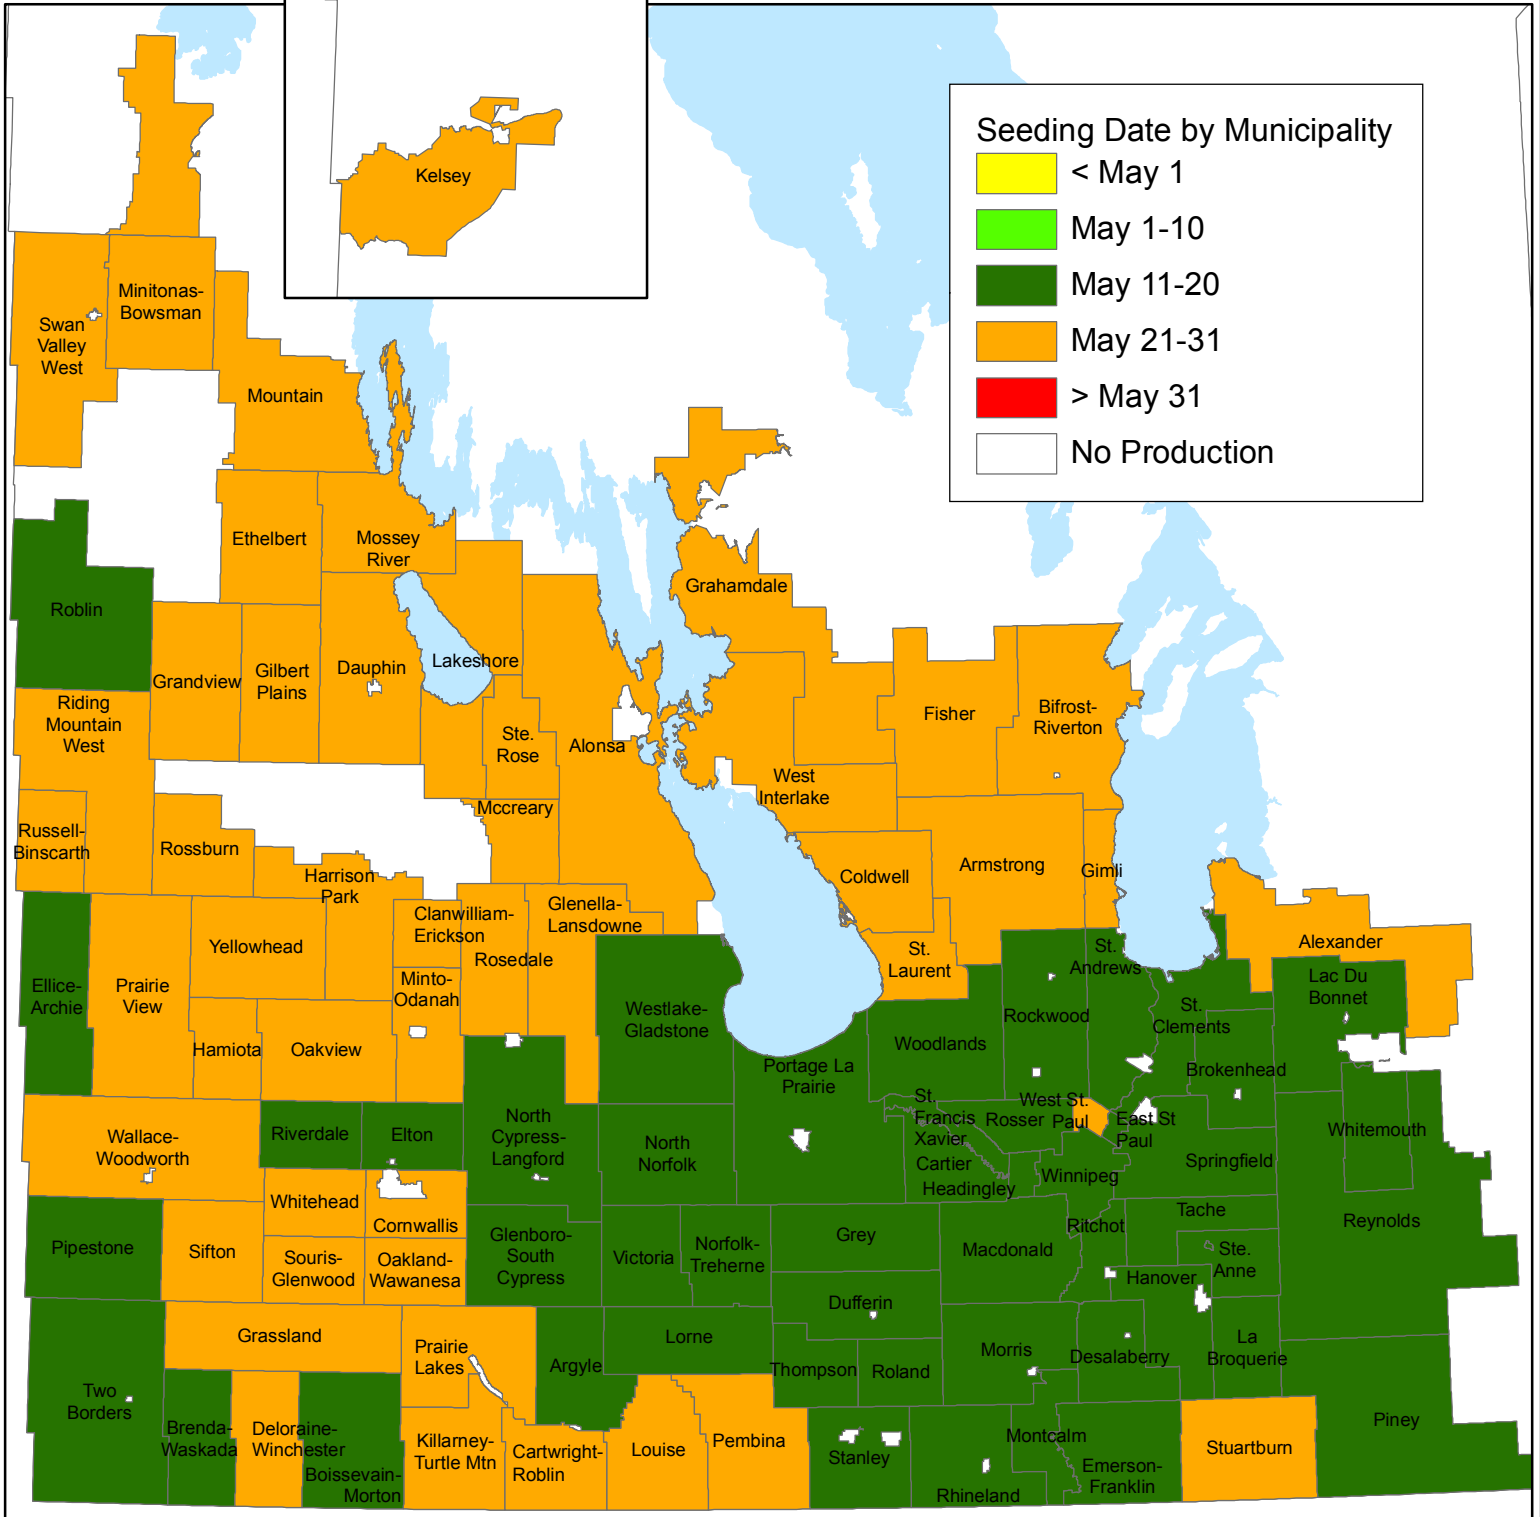 Kelsey
Seeding Date by Municipality
< May 1
May 1-10
May 11-20
May 21-31
> May 31
No Production
Minitonas-
Bowsman
Swan
Valley
West
Mountain
Ethelbert
Mossey
River
Grahamdale
Roblin
Grandview
Gilbert
Plains
Dauphin
Lakeshore
Riding
Mountain
West
Ste.
Rose
Alonsa
Fisher
Bifrost-
Riverton
West
Interlake
Mccreary
Russell-
Binscarth
Rossburn
Harrison
Park
Coldwell
Armstrong
Gimli
Clanwilliam-
Erickson
Glenella-
Lansdowne
Yellowhead
Rosedale
St.
Laurent
St.
Andrews
Alexander
Ellice-
Archie
Prairie
View
Minto-
Odanah
Westlake-
Gladstone
Rockwood
St.
Clements
Lac Du
Bonnet
Hamiota
Oakview
Woodlands
Portage La
Prairie
Brokenhead
Wallace-
Woodworth
Riverdale
Elton
North
Cypress-
Langford
North
Norfolk
St.
Francis
Xavier
Rosser
West St.
Paul
East St
Paul
Whitemouth
Cartier
Headingley
Winnipeg
Springfield
Whitehead
Cornwallis
Pipestone
Sifton
Souris-
Glenwood
Oakland-
Wawanesa
Glenboro-
South
Cypress
Victoria
Norfolk-
Treherne
Grey
Macdonald
Ritchot
Tache
Reynolds
Ste.
Anne
Hanover
Dufferin
Grassland
Prairie
Lakes
Argyle
Lorne
Thompson
Roland
Morris
Desalaberry
La
Broquerie
Two
Borders
Brenda-
Waskada
Deloraine-
Winchester
Boissevain-
Morton
Killarney-
Turtle Mtn
Cartwright-
Roblin
Louise
Pembina
Stanley
Rhineland
Montcalm
Emerson-
Franklin
Stuartburn
Piney